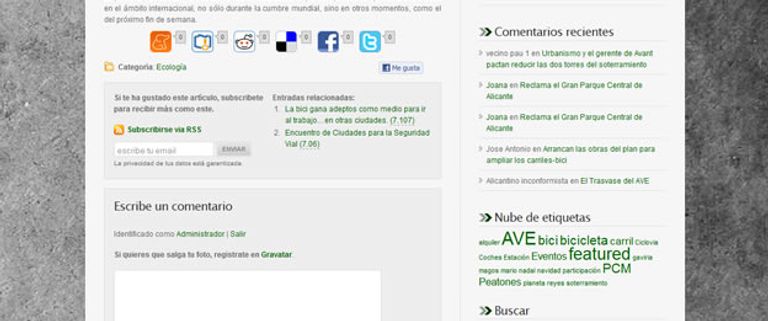 en el ámbito internacional, no sólo durante la cumbre mundial, sino en otros momentos, como el
del próximo fin de semana.
0 0 0 0 0 0
Categoría: Ecología
Me gusta
Si te ha gustado este artículo, subscríbete
para recibir más como este.
Subscribirse vía RSS
escribe tu email ENVIAR
La privacidad de tus datos está garantizada.
Entradas relacionadas:
1. La bici gana adeptos como medio para ir
al trabajo…en otras ciudades. (7.107)
2. Encuentro de Ciudades para la Seguridad
Vial (7.06)
Escribe un comentario
Identificado como Administrador | Salir
Si quieres que salga tu foto, regístrate en Gravatar.
Comentarios recientes
vecino pau 1 en Urbanismo y el gerente de Avant
pactan reducir las dos torres del soterramiento
Joana en Reclama el Gran Parque Central de
Alicante
Joana en Reclama el Gran Parque Central de
Alicante
Jose Antonio en Arrancan las obras del plan para
ampliar los carriles-bici
Alicantino inconformista en El Trasvase del AVE
Nube de etiquetas
alquiler AVE bici bicicleta carril Ciclovia
Coches Estación Eventos featured gaviria
magos mario nadal navidad participación PCM
Peatones planeta reyes soterramiento
Buscar